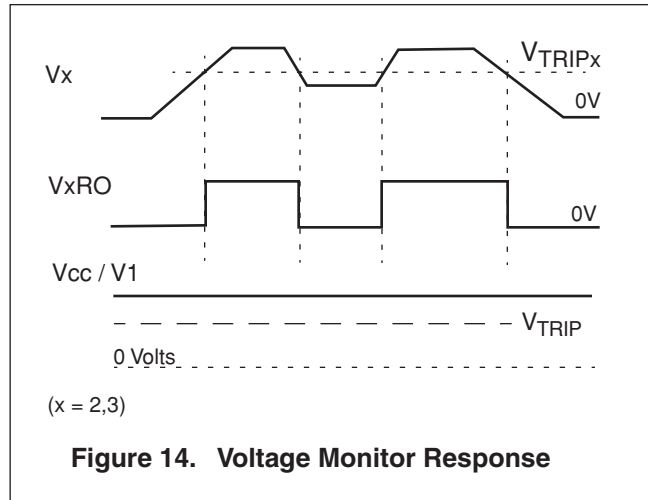 Vx
VTRIPx
0V
VxRO
0V
Vcc / V1
VTRIP
0 Volts
(x = 2,3)
Figure 14. Voltage Monitor Response